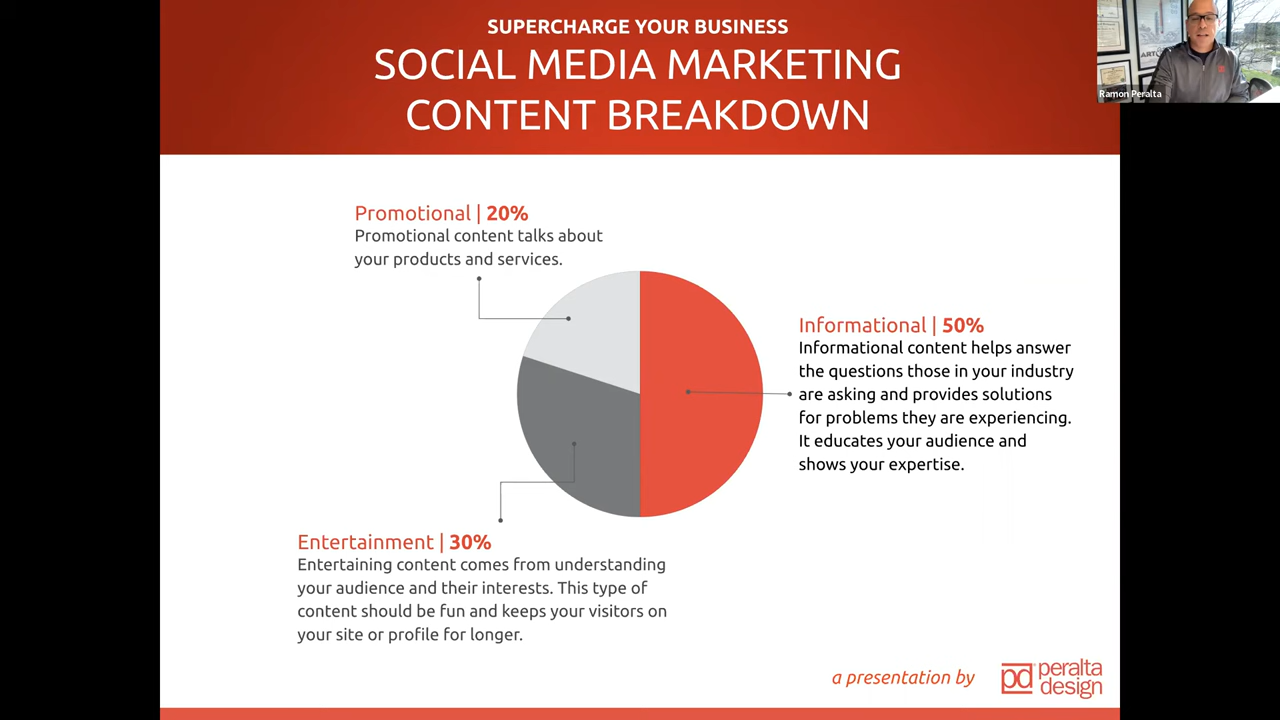 SUPERCHARGE YOUR BUSINESS
SOCIAL MEDIA MARKETING
CONTENT BREAKDOWN
Ramon Peralta
Promotional | 20%
Promotional content talks about
your products and services.
Informational | 50%
Informational content helps answer
the questions those in your industry
are asking and provides solutions
for problems they are experiencing.
It educates your audience and
shows your expertise.
Entertainment | 30%
Entertaining content comes from understanding
your audience and their interests. This type of
content should be fun and keeps your visitors on
your site or profile for longer.
a presentation by
pd peralta
design